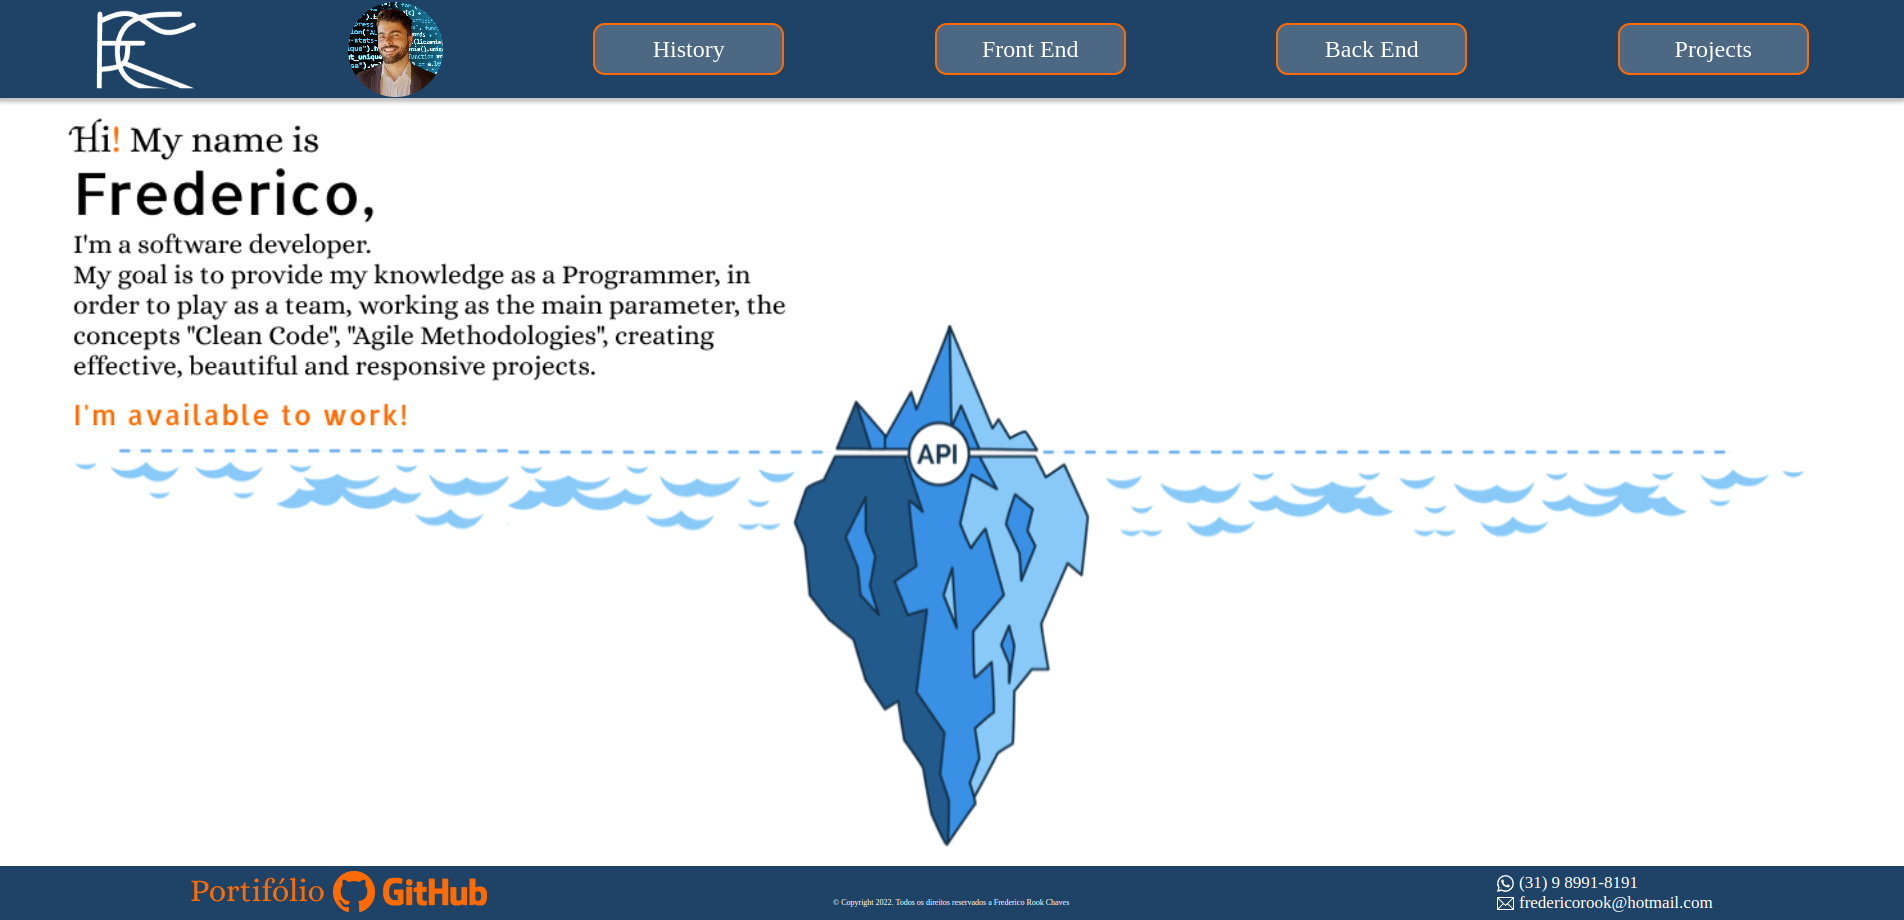 History
Front End
Back End
Projects
Hi! My name is
Frederico,
I'm a software developer.
My goal is to provide my knowledge as a Programmer, in
order to play as a team, working as the main parameter, the
concepts "Clean Code", "Agile Methodologies", creating
effective, beautiful and responsive projects.
I'm available to work!
API
Portifólio GitHub
© Copyright 2022. Todos os direitos reservados a Frederico Rook Chaves
(31) 9 8991-8191
fredericorook@hotmail.com